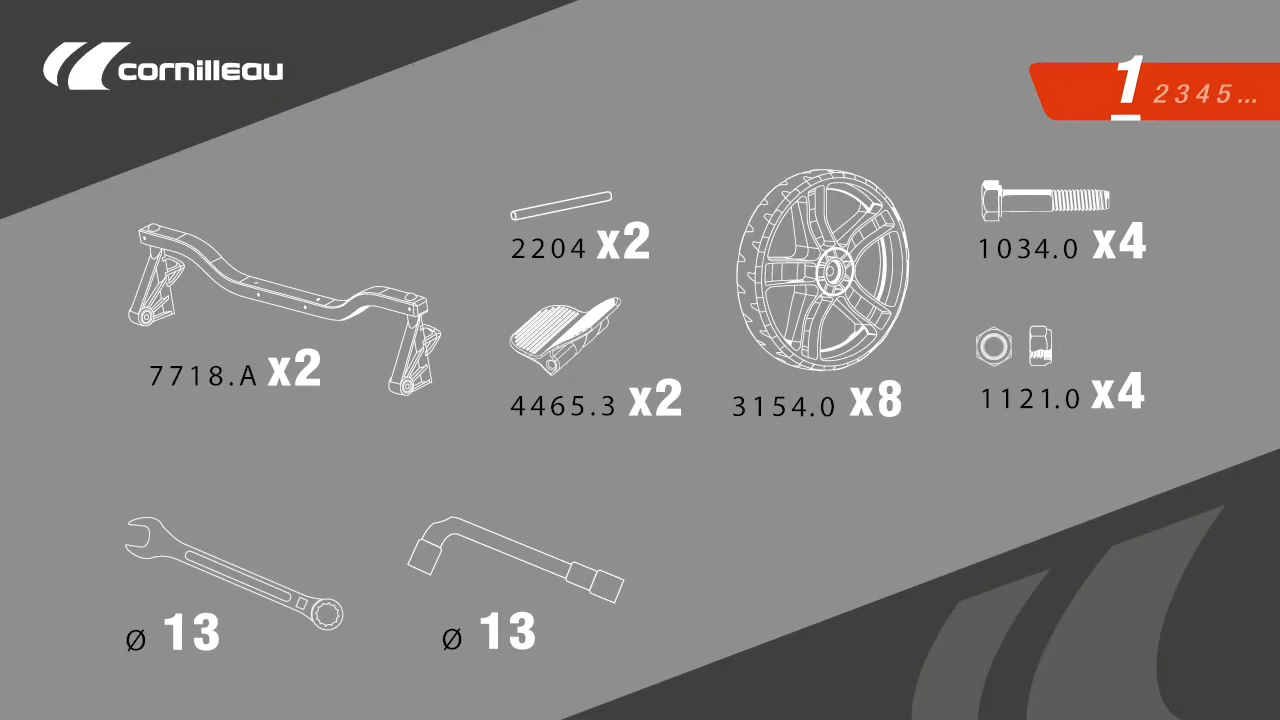 cornilleau
1 2 3 4 5 ...
2204 x2
1034.0 x4
7718.A x2
4465.3 x2
3154.0 x8
1121.0 x4
Ø 13
Ø 13